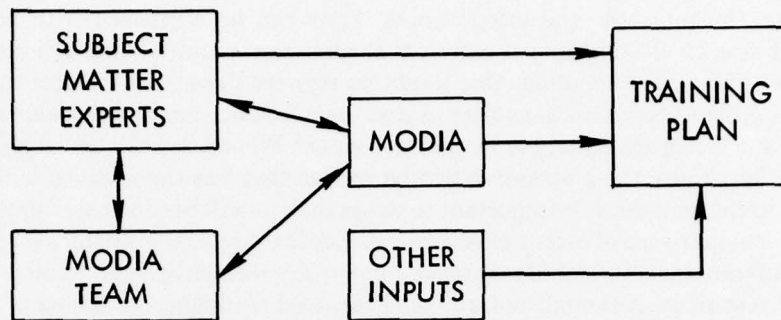 SUBJECT
MATTER
EXPERTS
TRAINING
PLAN
MODIA
MODIA
TEAM
OTHER
INPUTS